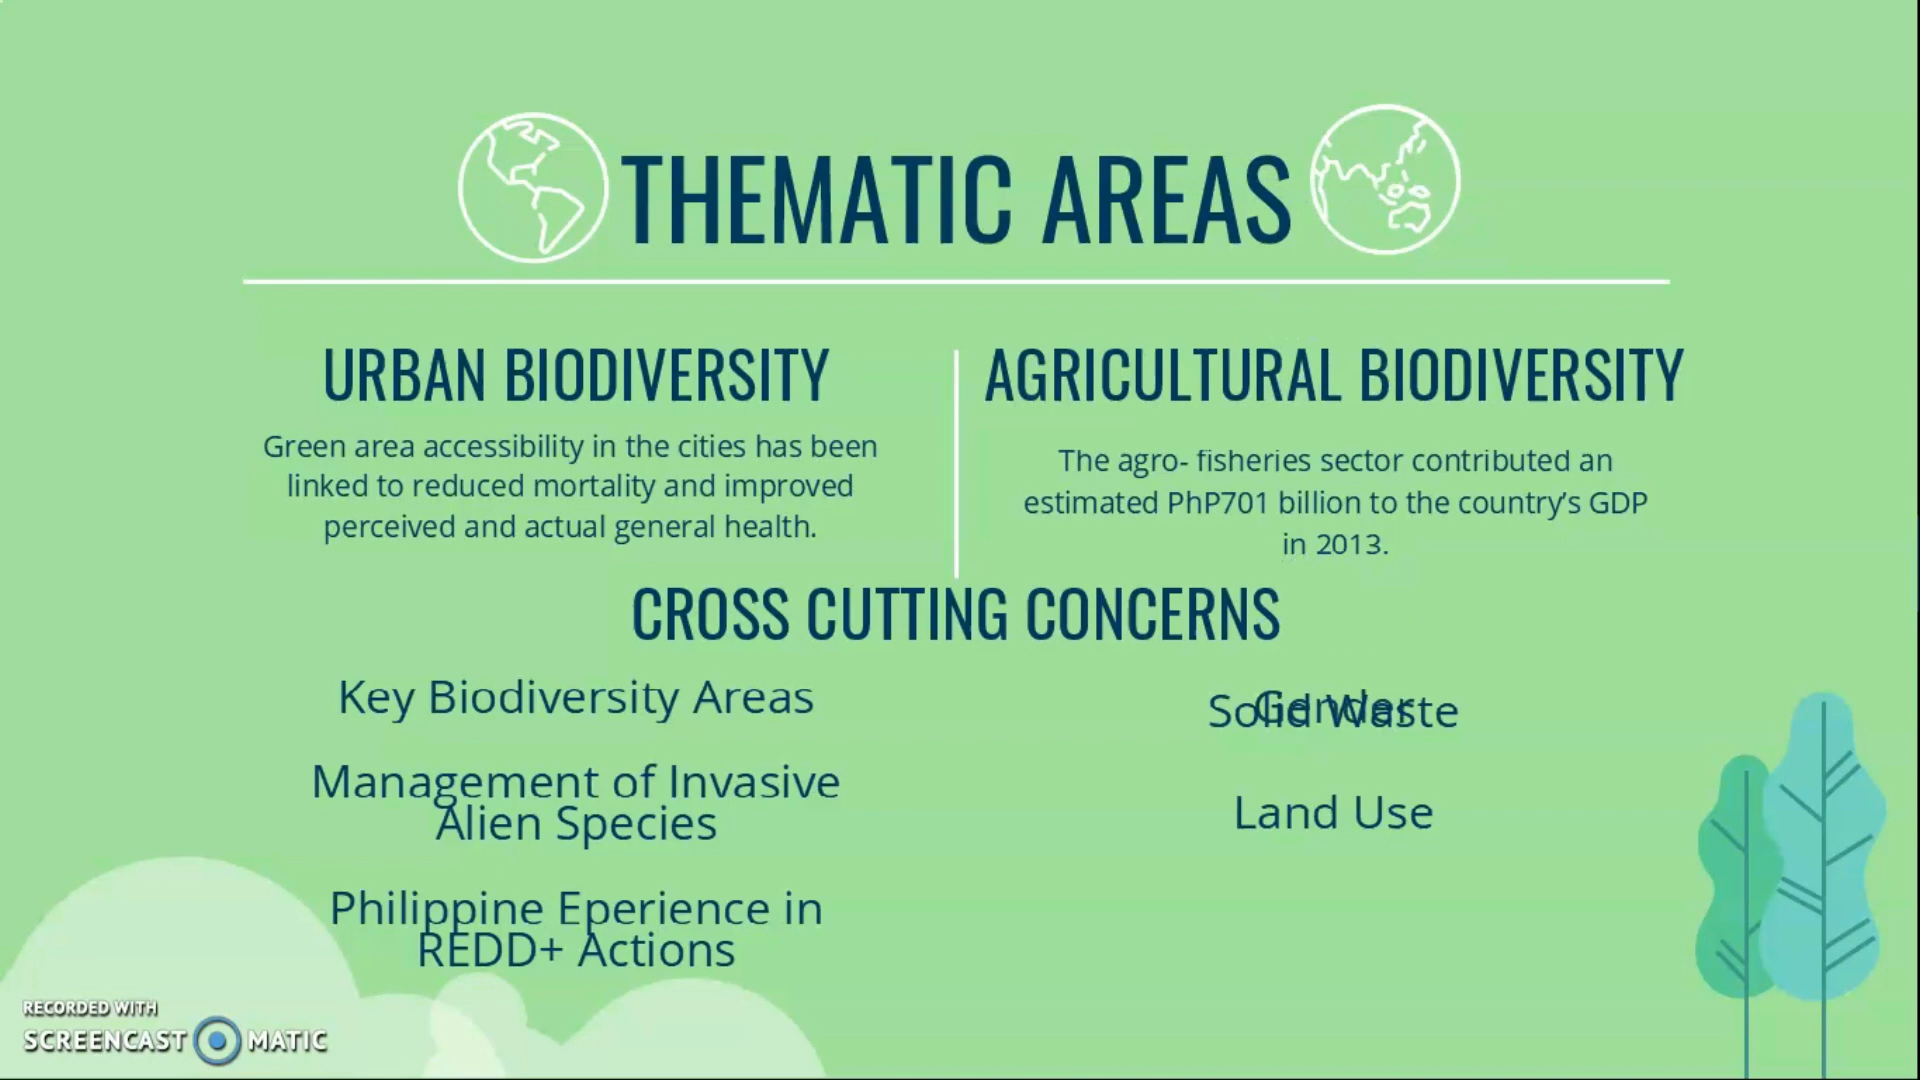 THEMATIC AREAS
URBAN BIODIVERSITY
Green area accessibility in the cities has been
linked to reduced mortality and improved
perceived and actual general health.
AGRICULTURAL BIODIVERSITY
The agro- fisheries sector contributed an
estimated PhP701 billion to the country’s GDP
in 2013.
CROSS CUTTING CONCERNS
Key Biodiversity Areas
Management of Invasive
Alien Species
Philippine Eperience in
REDD+ Actions
Gender
Solid Waste
Land Use
RECORDED WITH
SCREENCAST MATIC